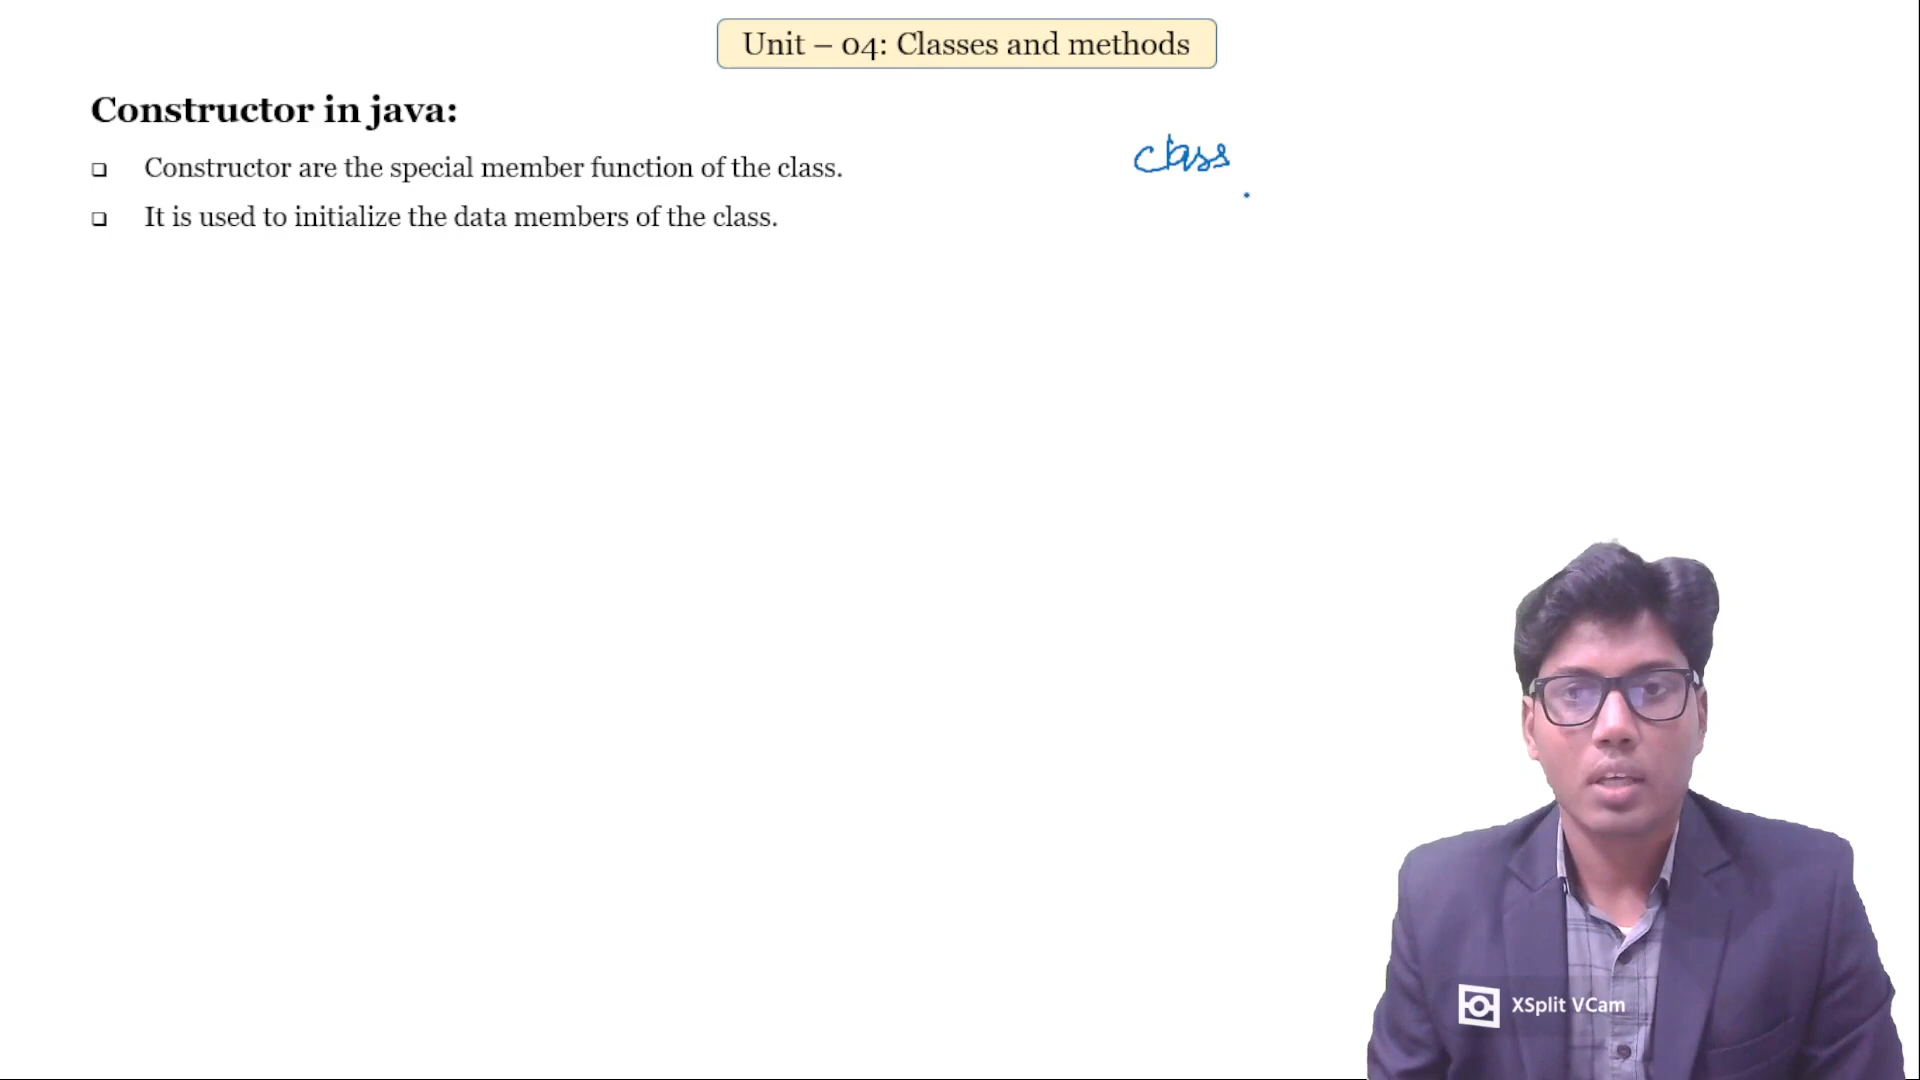 Unit – 04: Classes and methods
Constructor in java:
Constructor are the special member function of the class.
class
It is used to initialize the data members of the class.
XSplit VCam